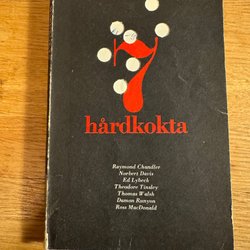 7
hårdkokta
Raymond Chandler
Norbert Davis
Ed Lybeck
Theodore Tinsley
Thomas Walsh
Damon Runyon
Ross MacDonald